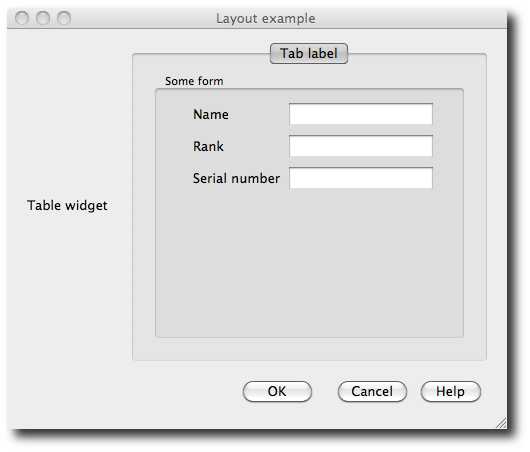 Layout example
Tab label
Some form
Name
Rank
Serial number
Table widget
OK Cancel Help